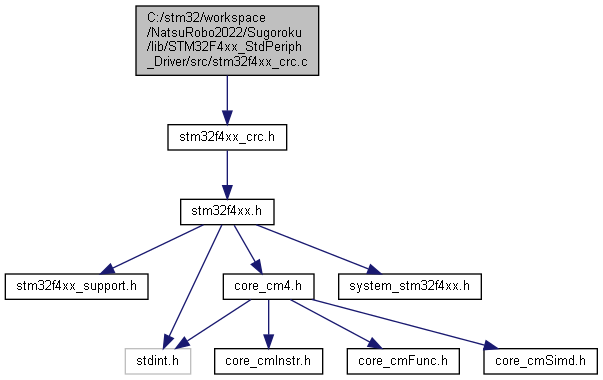 C:/stm32/workspace
/NatsuRobo2022/Sugoroku
/lib/STM32F4xx_StdPeriph
_Driver/src/stm32f4xx_crc.c
stm32f4xx_crc.h
stm32f4xx.h
stm32f4xx_support.h
core_cm4.h
system_stm32f4xx.h
stdint.h
core_cmInstr.h
core_cmFunc.h
core_cmSimd.h